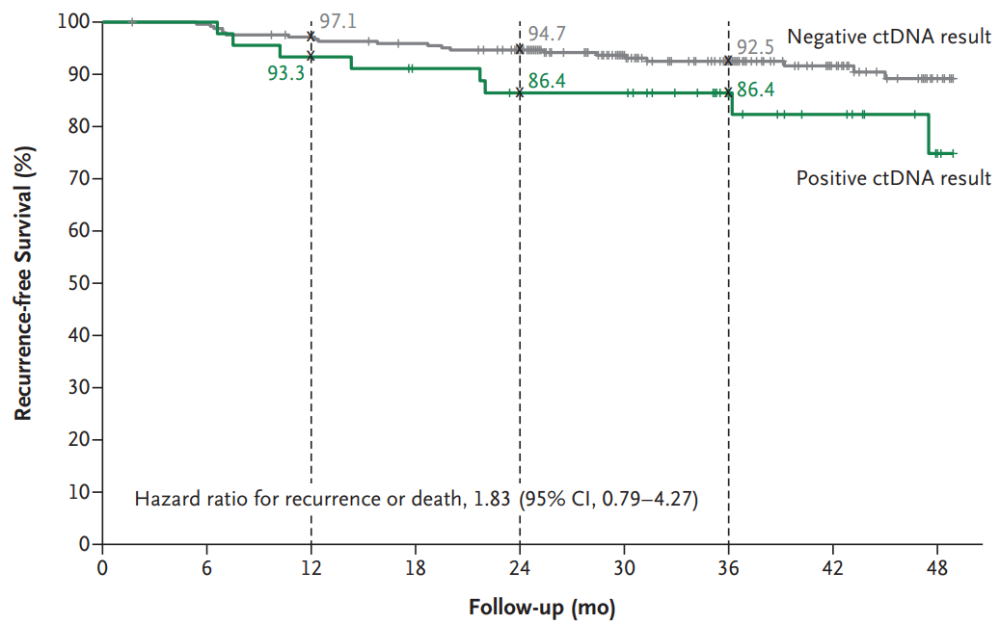 100
90
80
70
60
50
40
30
20
10
0
Recurrence-free Survival (%)
97.1
94.7
92.5
Negative ctDNA result
93.3
86.4
86.4
Positive ctDNA result
Hazard ratio for recurrence or death, 1.83 (95% CI, 0.79–4.27)
0 6 12 18 24 30 36 42 48
Follow-up (mo)